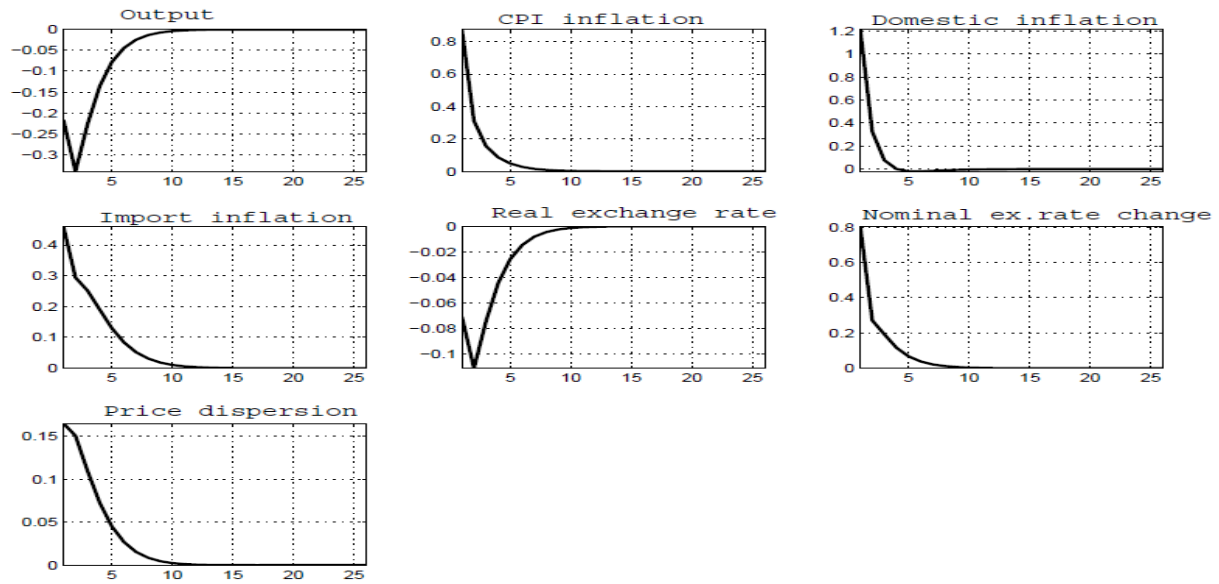 Output
0
−0.05
−0.1
−0.15
−0.2
−0.25
−0.3
5 10 15 20 25
CPI inflation
0.8
0.6
0.4
0.2
0
5 10 15 20 25
Domestic inflation
1.2
1
0.8
0.6
0.4
0.2
0
5 10 15 20 25
Import inflation
0.4
0.3
0.2
0.1
0
5 10 15 20 25
Real exchange rate
0
−0.02
−0.04
−0.06
−0.08
−0.1
5 10 15 20 25
Nominal ex.rate change
0.8
0.6
0.4
0.2
0
5 10 15 20 25
Price dispersion
0.15
0.1
0.05
0
5 10 15 20 25